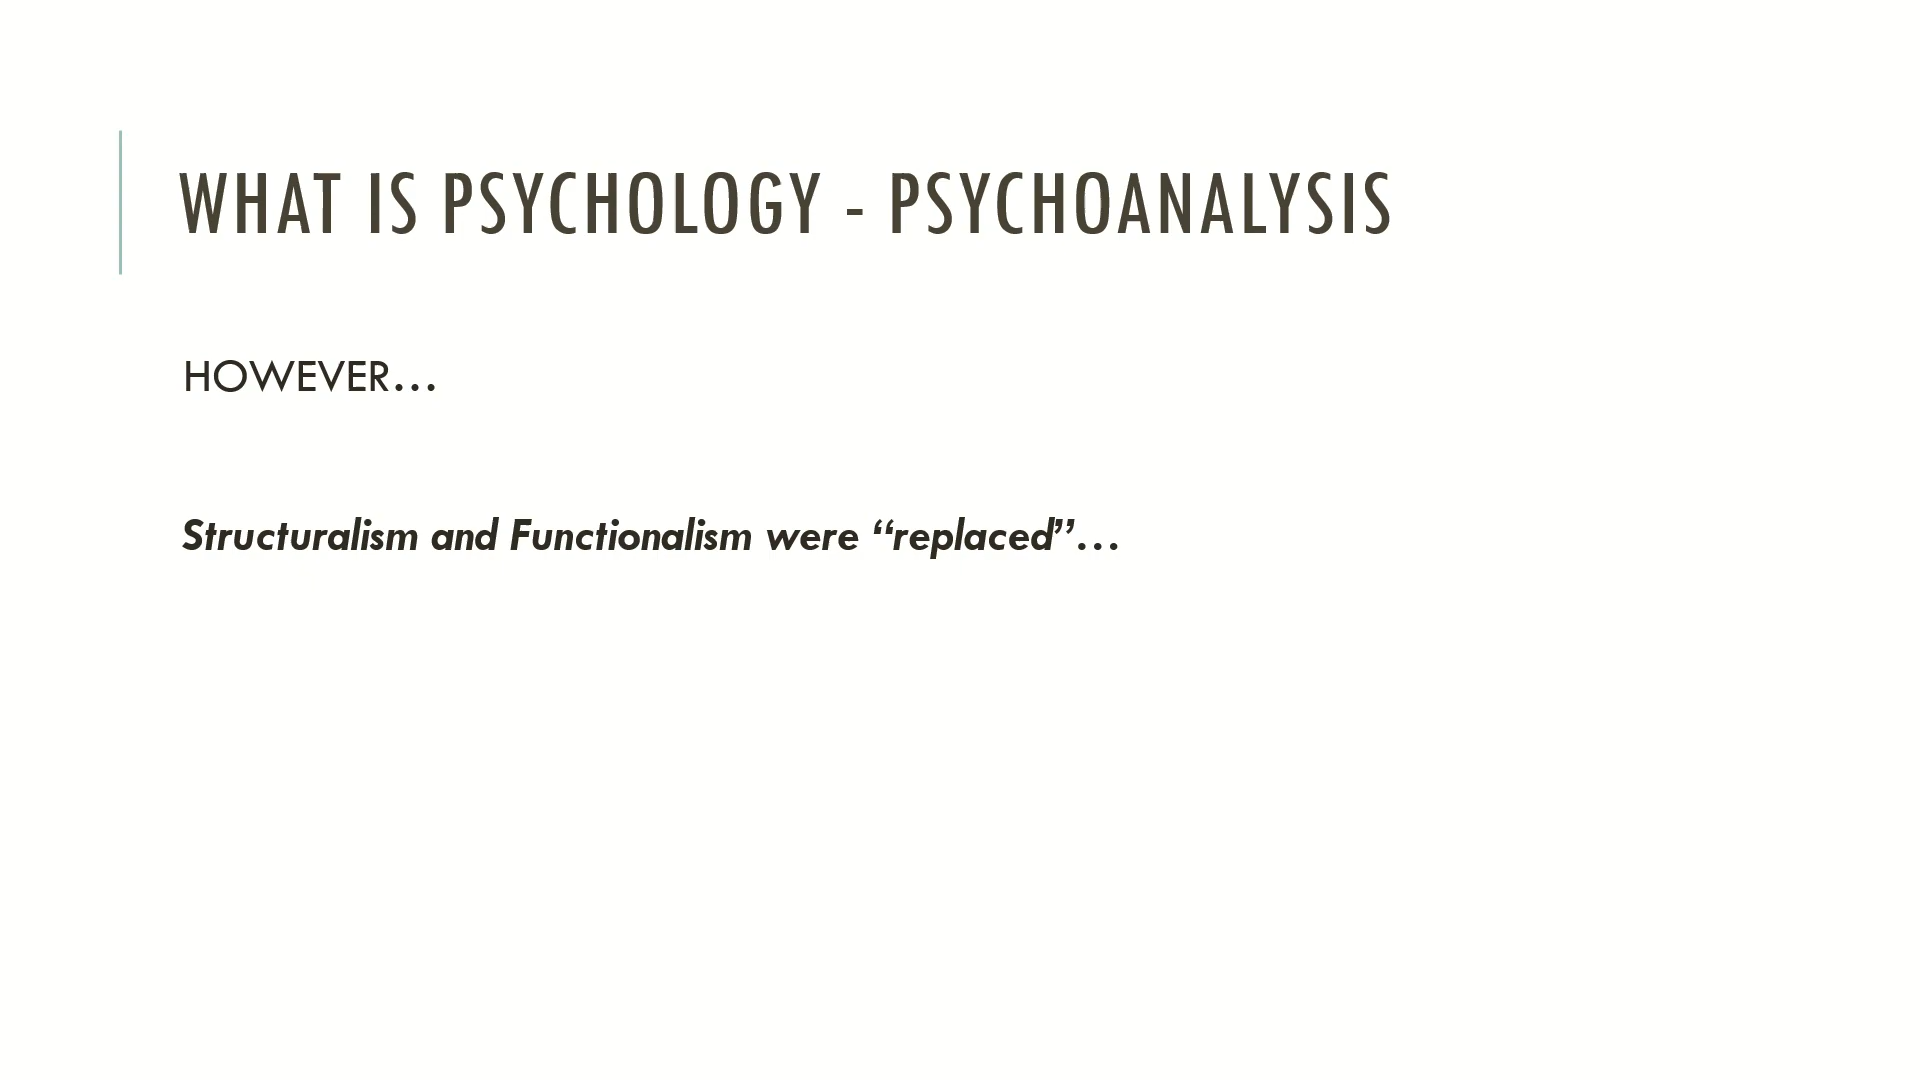 WHAT IS PSYCHOLOGY - PSYCHOANALYSIS
HOWEVER…
Structuralism and Functionalism were “replaced”…